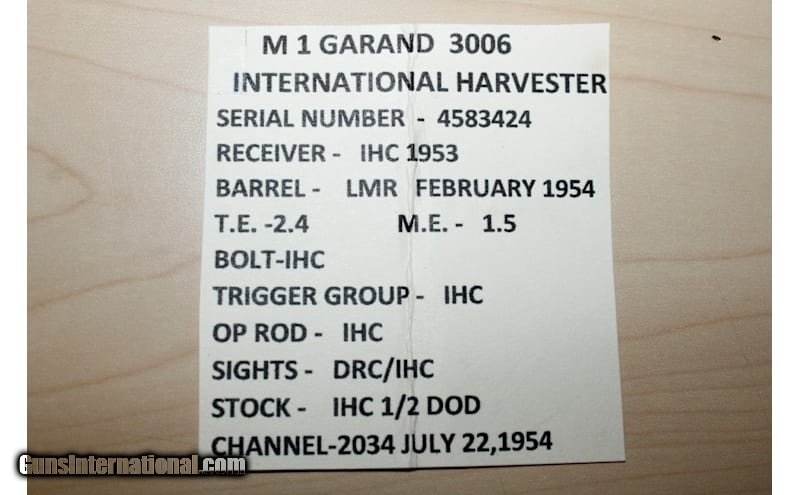 M 1 GARAND 3006
INTERNATIONAL HARVESTER
SERIAL NUMBER - 4583424
RECEIVER - IHC 1953
BARREL - LMR FEBRUARY 1954
T.E. -2.4 M.E. - 1.5
BOLT-IHC
TRIGGER GROUP - IHC
OP ROD - IHC
SIGHTS - DRC/IHC
STOCK - IHC 1/2 DOD
CHANNEL-2034 JULY 22,1954
GunsInternational.com